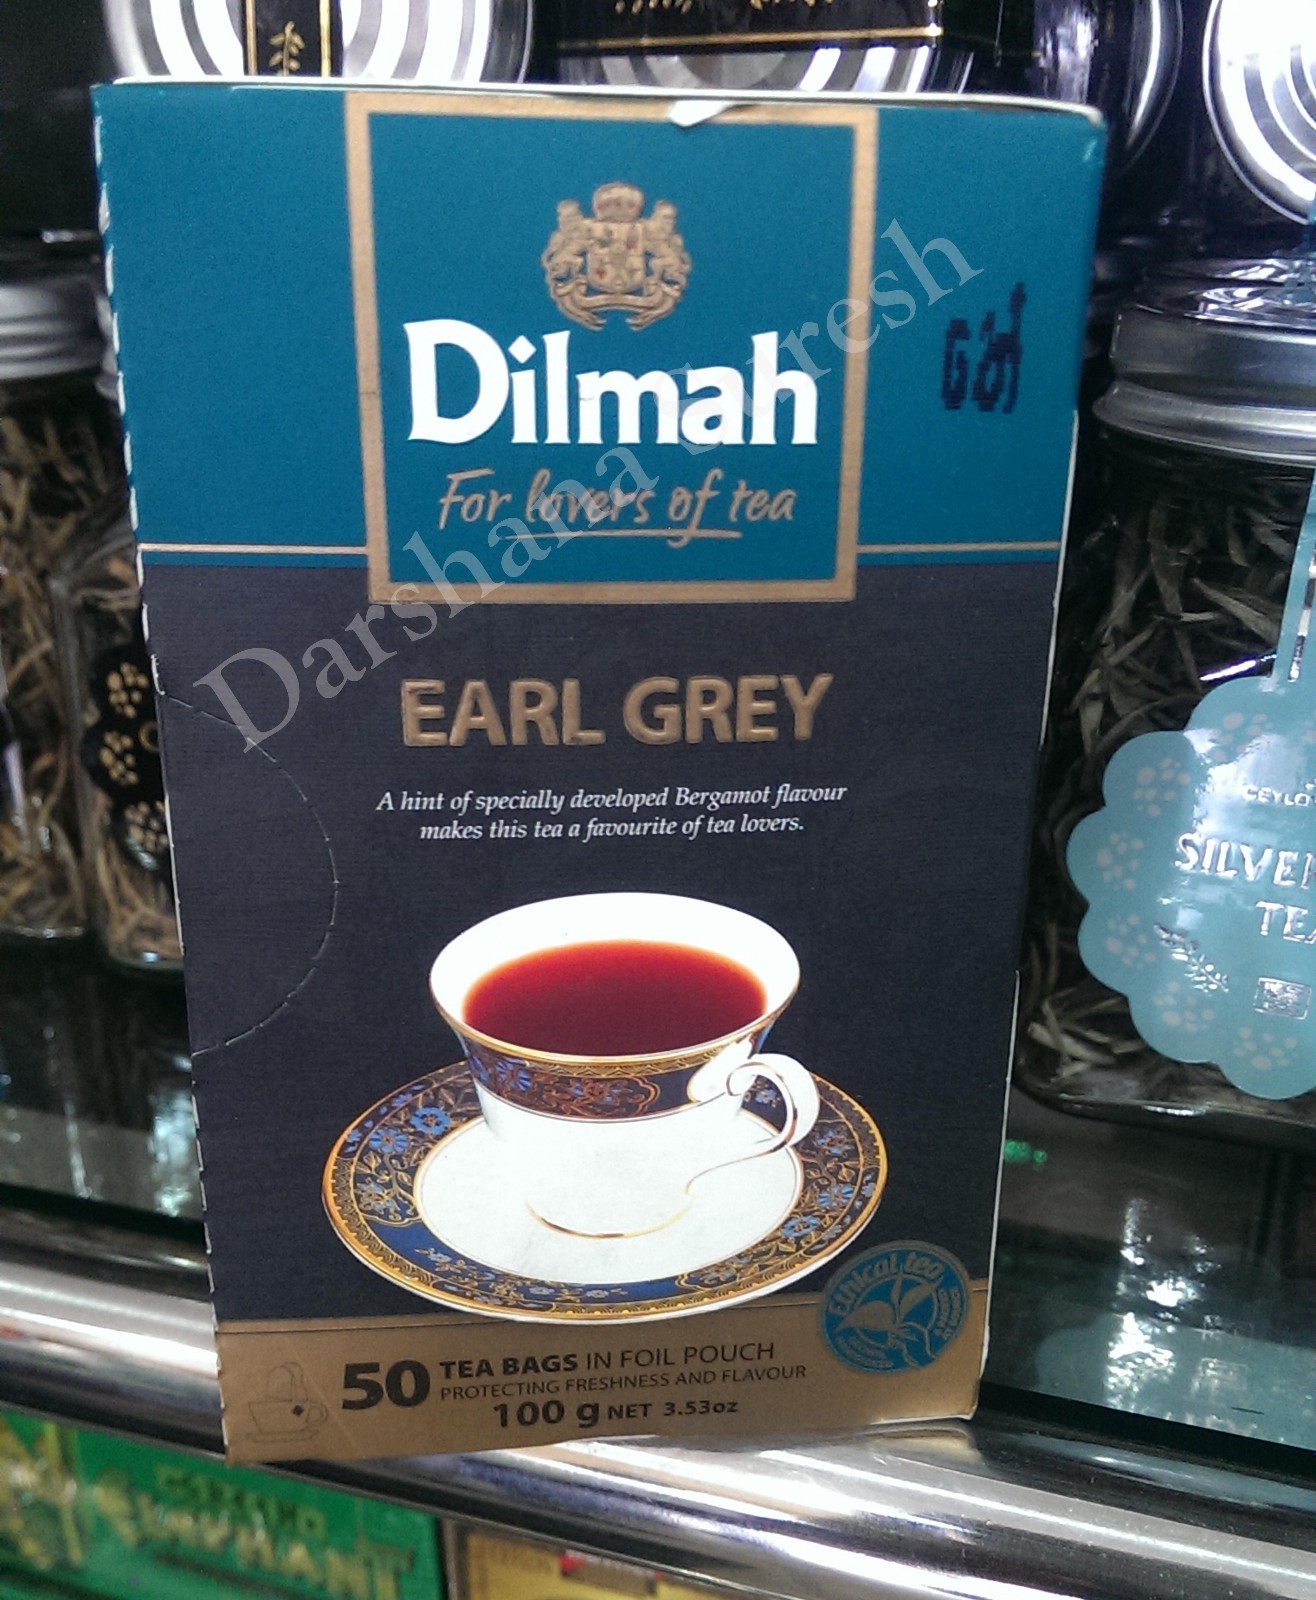 Dilmah
For lovers of tea
EARL GREY
A hint of specially developed Bergamot flavour
makes this tea a favourite of tea lovers.
Ethical tea
50 TEA BAGS IN FOIL POUCH
PROTECTING FRESHNESS AND FLAVOUR
100 g NET 3.53oz
Darshana Suresh
SILVER